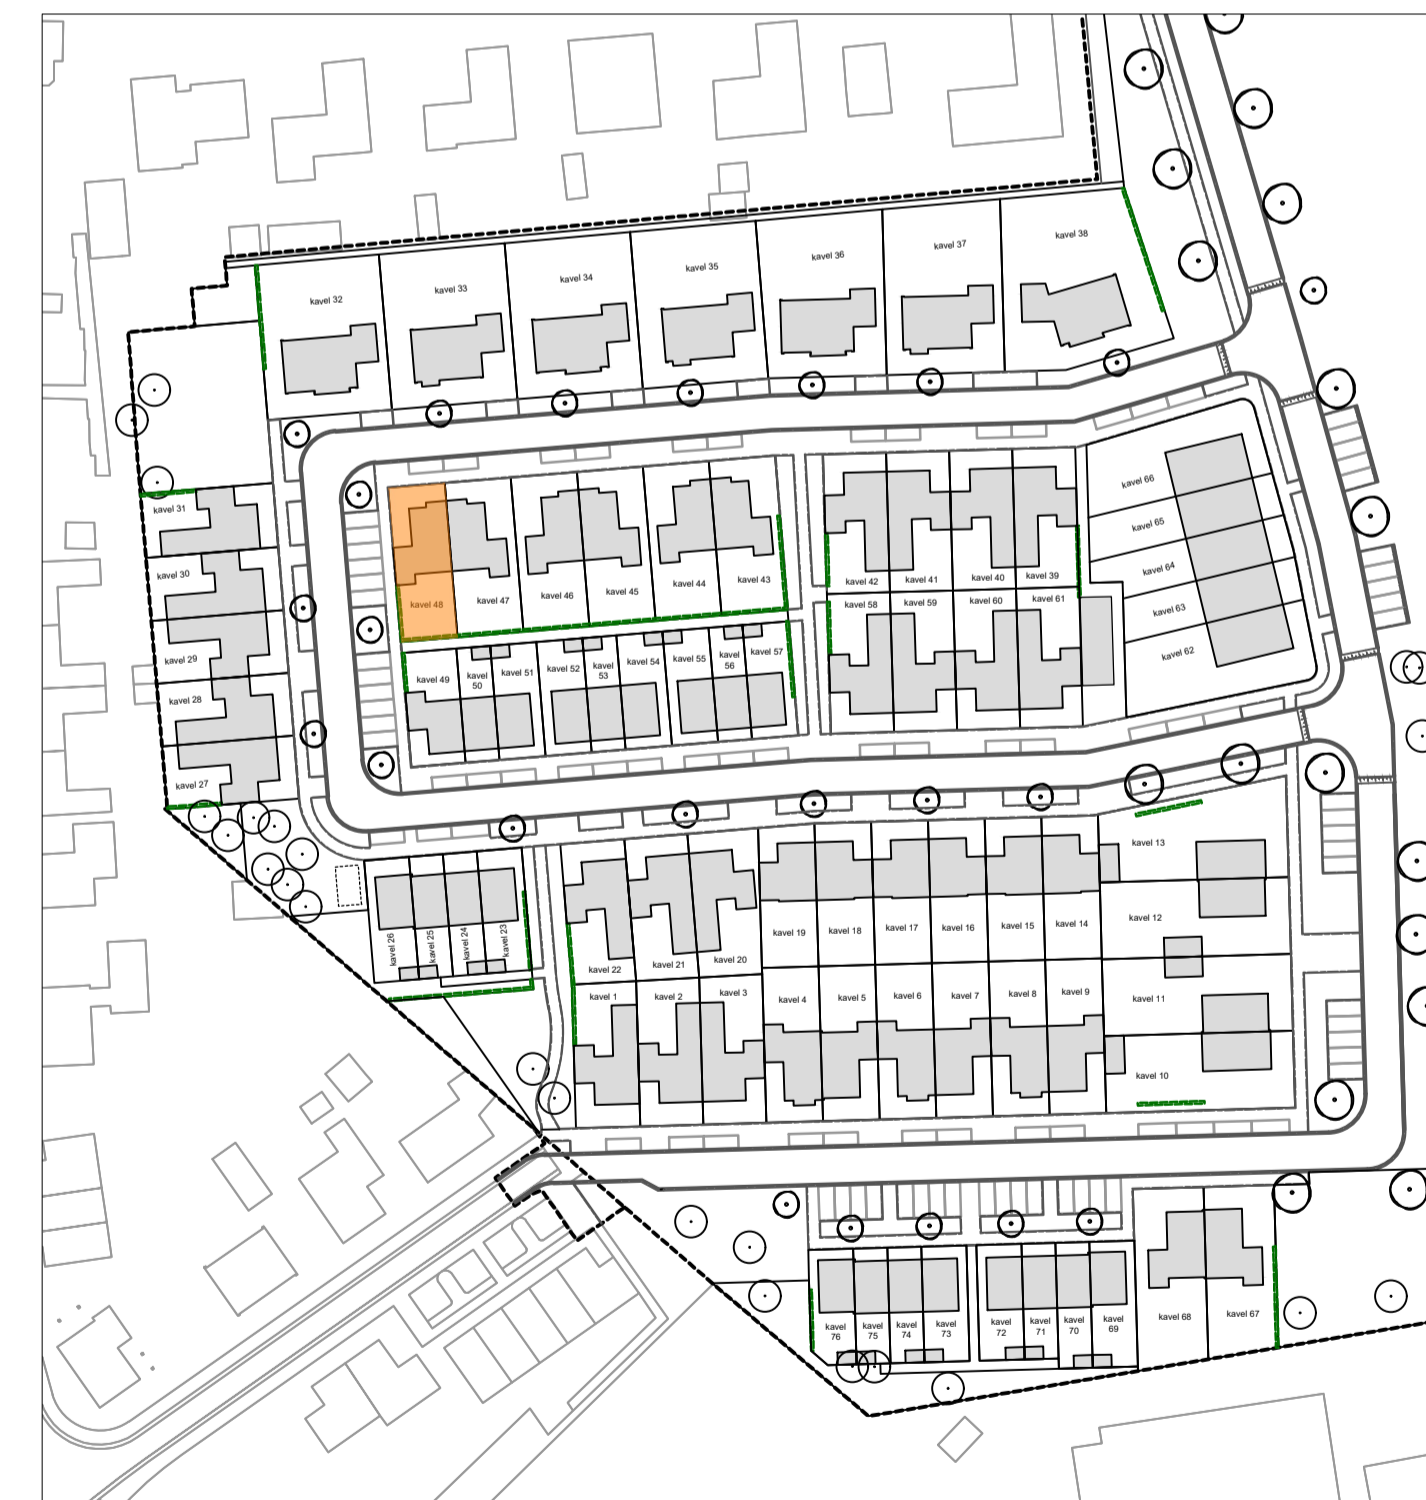 kavel 38
kavel 37
kavel 36
kavel 35
kavel 34
kavel 33
kavel 32
kavel 66
kavel 65
kavel 64
kavel 63
kavel 62
kavel 31
kavel 30
kavel 29
kavel 28
kavel 27
kavel 48
kavel 47
kavel 46
kavel 45
kavel 44
kavel 43
kavel 42
kavel 41
kavel 40
kavel 39
kavel 58
kavel 59
kavel 60
kavel 61
kavel 49
kavel
50
kavel 51
kavel 52
kavel
53
kavel 54
kavel 55
kavel
56
kavel 57
kavel 26
kavel 25
kavel 24
kavel 23
kavel 22
kavel 21
kavel 20
kavel 19
kavel 18
kavel 17
kavel 16
kavel 15
kavel 14
kavel 13
kavel 12
kavel 11
kavel 10
kavel 1
kavel 2
kavel 3
kavel 4
kavel 5
kavel 6
kavel 7
kavel 8
kavel 9
kavel
76
kavel
75
kavel
74
kavel
73
kavel
72
kavel
71
kavel
70
kavel
69
kavel 68
kavel 67